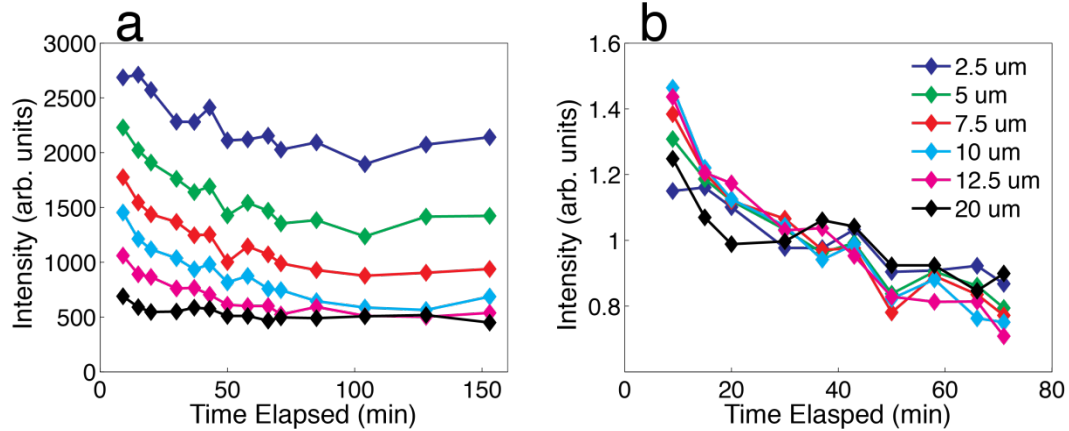 a
3000
2500
2000
1500
1000
500
0
0
50
100
150
Intensity (arb. units)
Time Elapsed (min)
b
1.6
1.4
1.2
1
0.8
0
20
40
60
80
Intensity (arb. units)
Time Elasped (min)
2.5 um
5 um
7.5 um
10 um
12.5 um
20 um